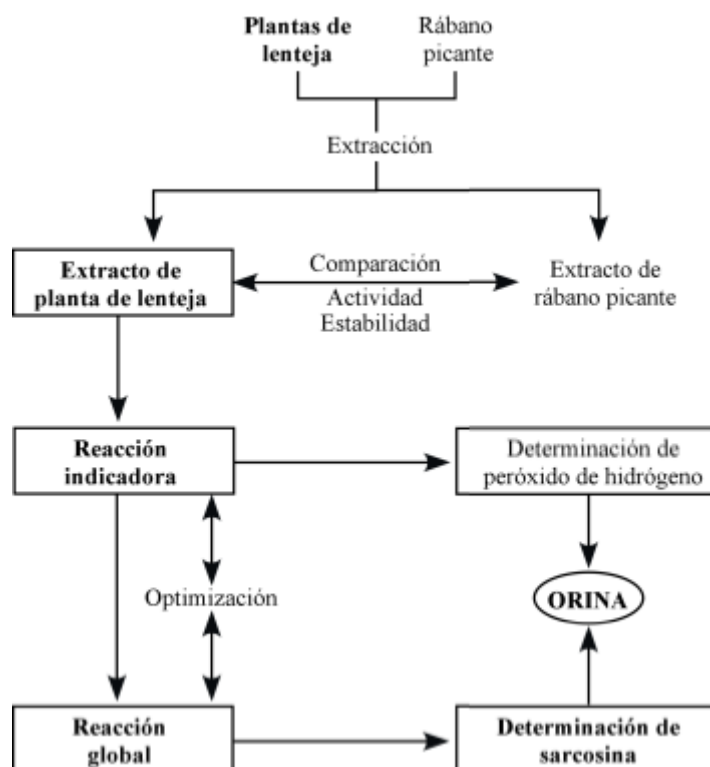 Plantas de
lenteja
Rábano
picante
Extracción
Extracto de
planta de lenteja
Comparación
Actividad
Estabilidad
Extracto de
rábano picante
Reacción
indicadora
Determinación de
peróxido de hidrógeno
Optimización
ORINA
Reacción
global
Determinación de
sarcosina